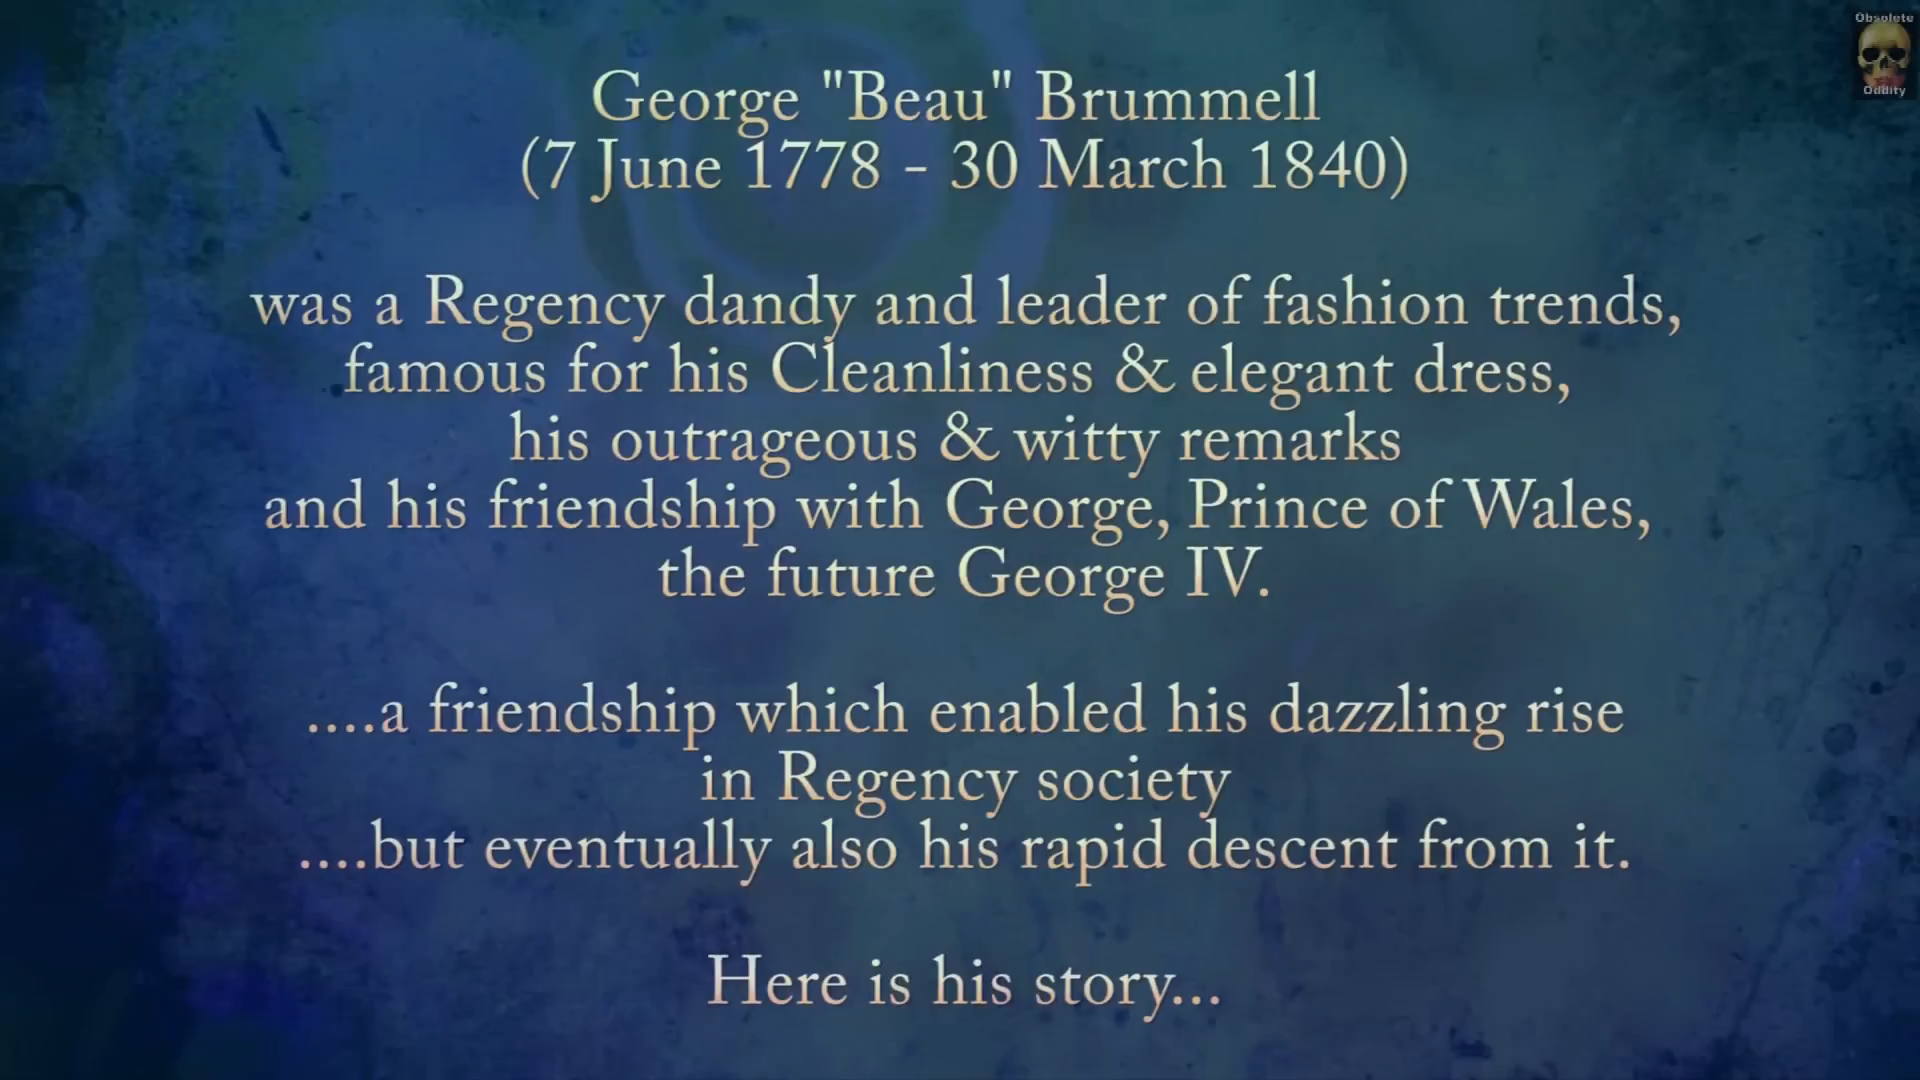 Obsolete
Oddity
George "Beau" Brummell
(7 June 1778 - 30 March 1840)
was a Regency dandy and leader of fashion trends,
famous for his Cleanliness & elegant dress,
his outrageous & witty remarks
and his friendship with George, Prince of Wales,
the future George IV.
....a friendship which enabled his dazzling rise
in Regency society
....but eventually also his rapid descent from it.
Here is his story...